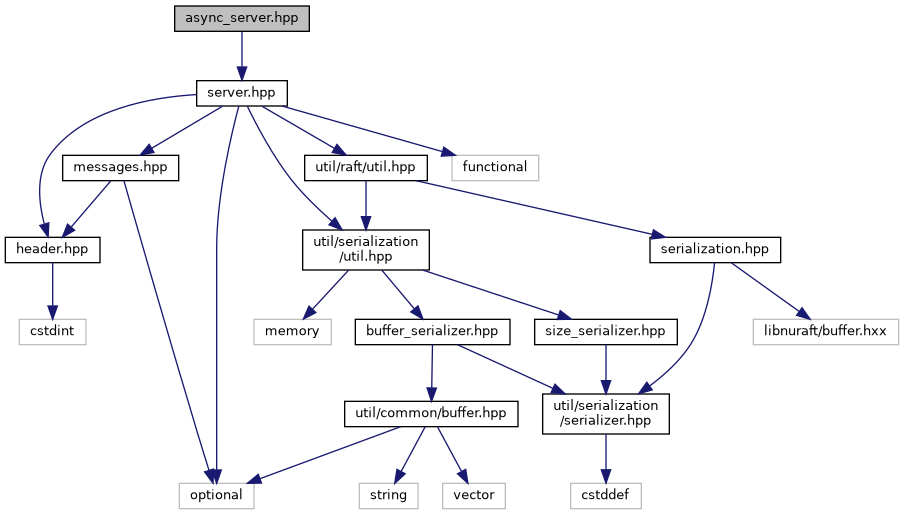 async_server.hpp
server.hpp
messages.hpp
util/raft/util.hpp
functional
header.hpp
util/serialization
/util.hpp
serialization.hpp
cstdint
memory
buffer_serializer.hpp
size_serializer.hpp
libnuraft/buffer.hxx
util/common/buffer.hpp
util/serialization
/serializer.hpp
optional
string
vector
cstddef